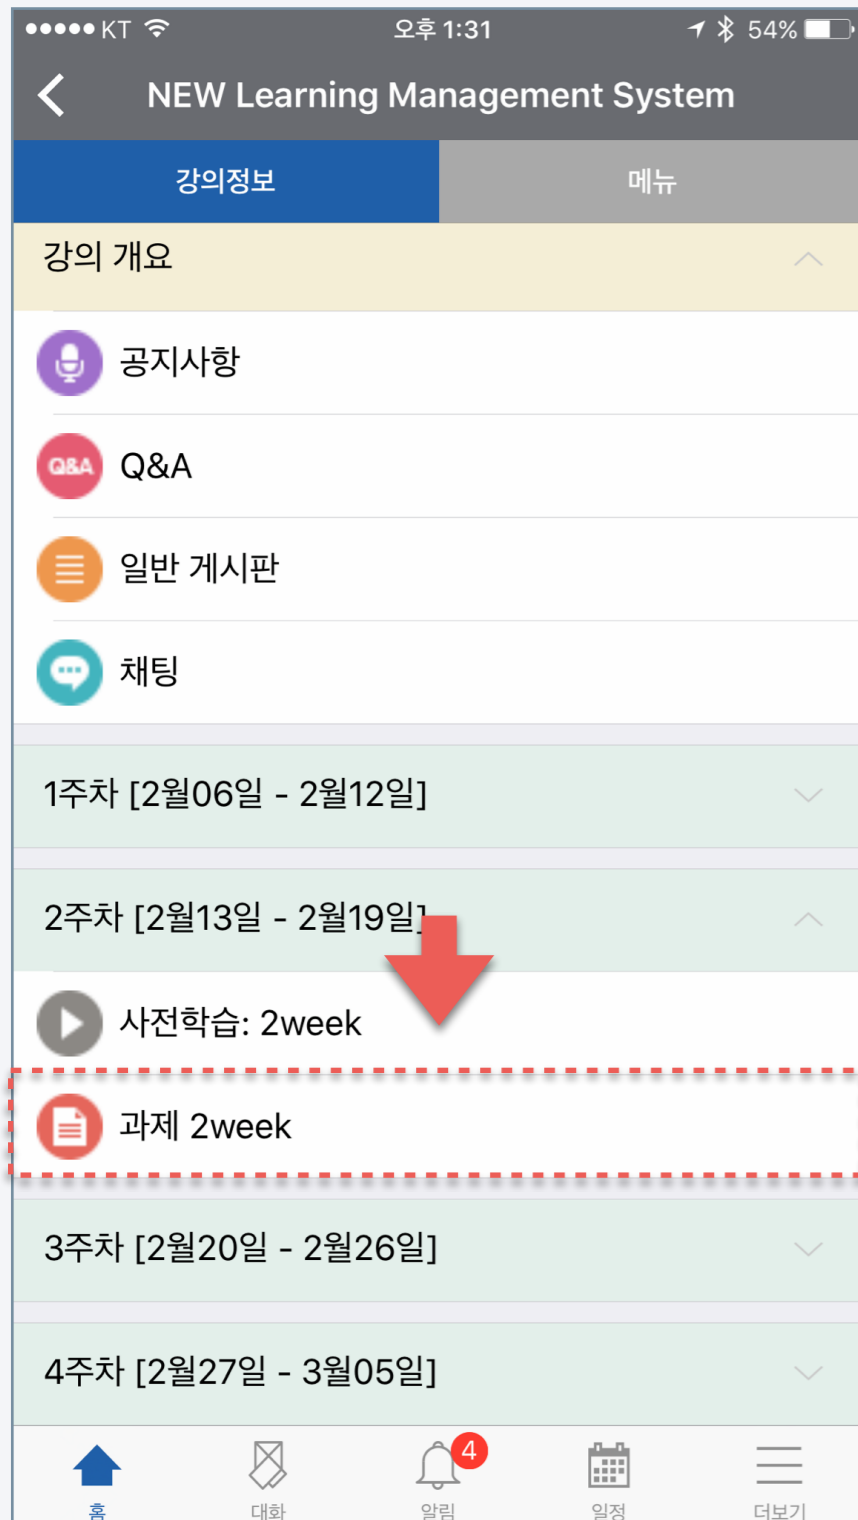 KT 오후 1:31 54%
NEW Learning Management System
강의정보 메뉴
강의 개요
공지사항
Q&A Q&A
일반 게시판
채팅
1주차 [2월06일 - 2월12일]
2주차 [2월13일 - 2월19일]
사전학습: 2week
과제 2week
3주차 [2월20일 - 2월26일]
4주차 [2월27일 - 3월05일]
4
홈 대화 알림 일정 더보기